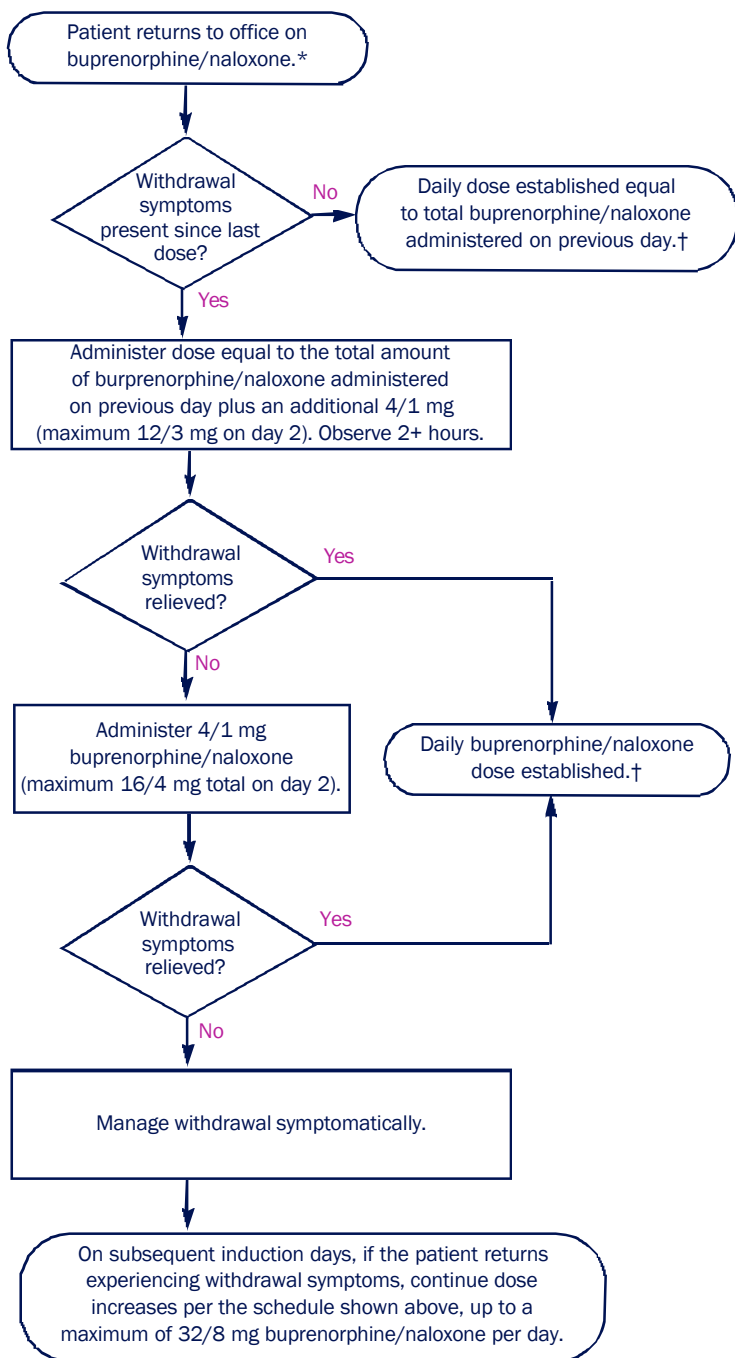 Patient returns to office on
buprenorphine/naloxone.*
Withdrawal
symptoms
present since last
dose?
No
Daily dose established equal
to total buprenorphine/naloxone
administered on previous day.†
Yes
Administer dose equal to the total amount
of burprenorphine/naloxone administered
on previous day plus an additional 4/1 mg
(maximum 12/3 mg on day 2). Observe 2+ hours.
Withdrawal
symptoms
relieved?
Yes
No
Administer 4/1 mg
buprenorphine/naloxone
(maximum 16/4 mg total on day 2).
Daily buprenorphine/naloxone
dose established.†
Withdrawal
symptoms
relieved?
Yes
No
Manage withdrawal symptomatically.
On subsequent induction days, if the patient returns
experiencing withdrawal symptoms, continue dose
increases per the schedule shown above, up to a
maximum of 32/8 mg buprenorphine/naloxone per day.